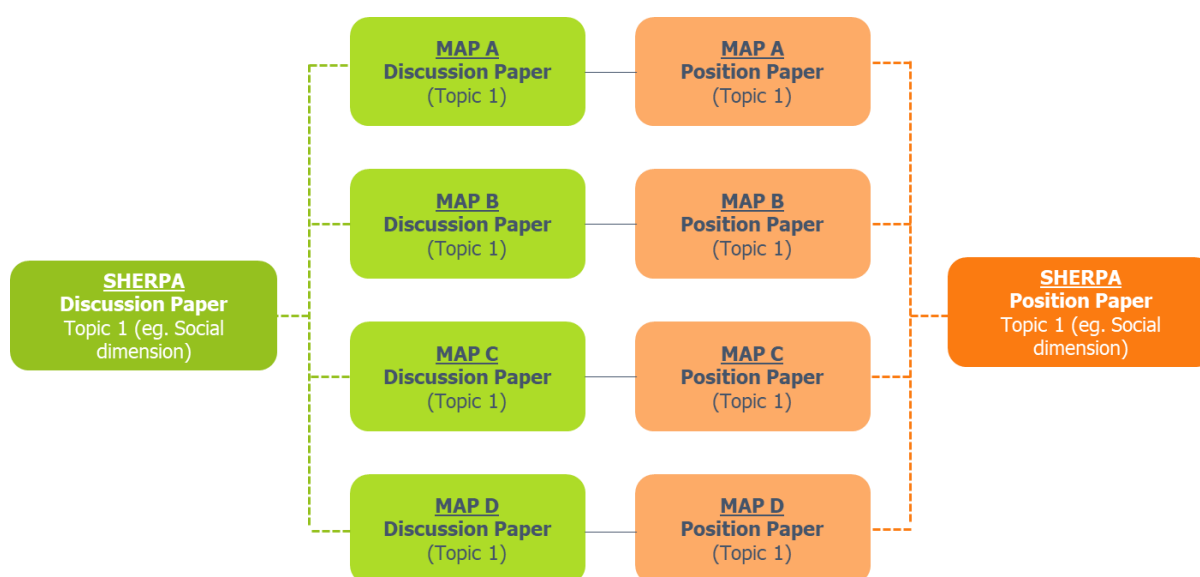 MAP A
Discussion Paper
(Topic 1)
MAP A
Position Paper
(Topic 1)
MAP B
Discussion Paper
(Topic 1)
MAP B
Position Paper
(Topic 1)
SHERPA
Discussion Paper
Topic 1 (eg. Social
dimension)
SHERPA
Position Paper
Topic 1 (eg. Social
dimension)
MAP C
Discussion Paper
(Topic 1)
MAP C
Position Paper
(Topic 1)
MAP D
Discussion Paper
(Topic 1)
MAP D
Position Paper
(Topic 1)